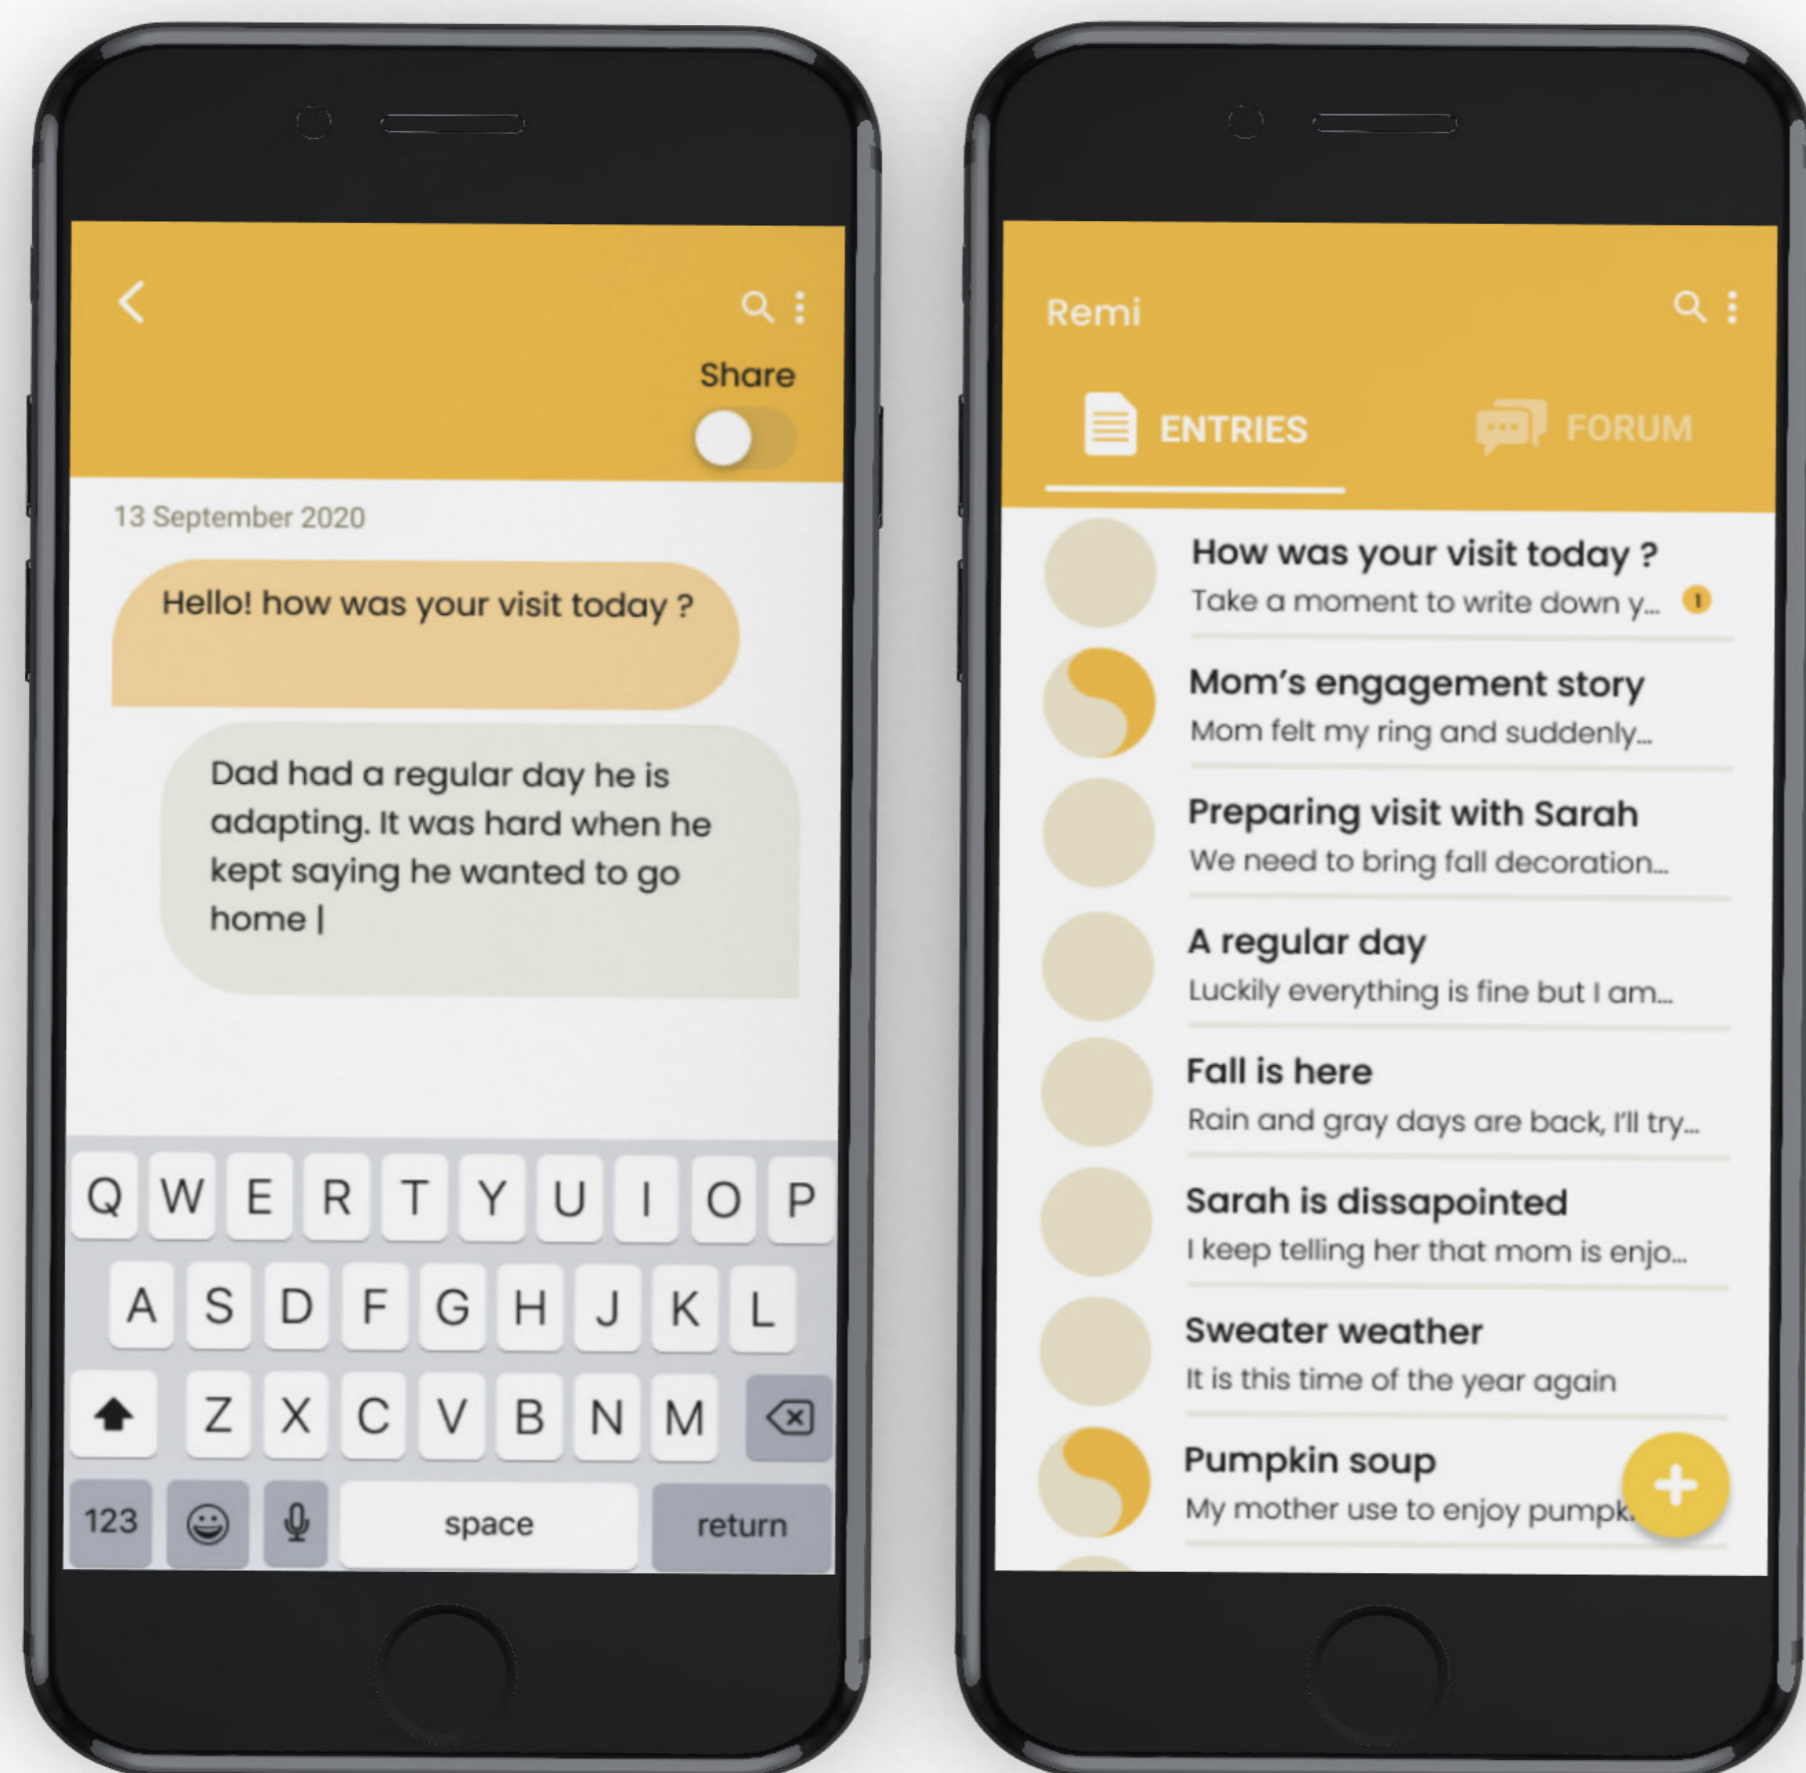 Share
13 September 2020
Hello! how was your visit today ?
Dad had a regular day he is
adapting. It was hard when he
kept saying he wanted to go
home
Q W E R T Y U I O P
A S D F G H J K L
Z X C V B N M
123 space return
Remi
ENTRIES FORUM
How was your visit today ?
Take a moment to write down y... 1
Mom's engagement story
Mom felt my ring and suddenly...
Preparing visit with Sarah
We need to bring fall decoration...
A regular day
Luckily everything is fine but I am...
Fall is here
Rain and gray days are back, I'll try...
Sarah is dissapointed
I keep telling her that mom is enjo...
Sweater weather
It is this time of the year again
Pumpkin soup
My mother use to enjoy pumpk.